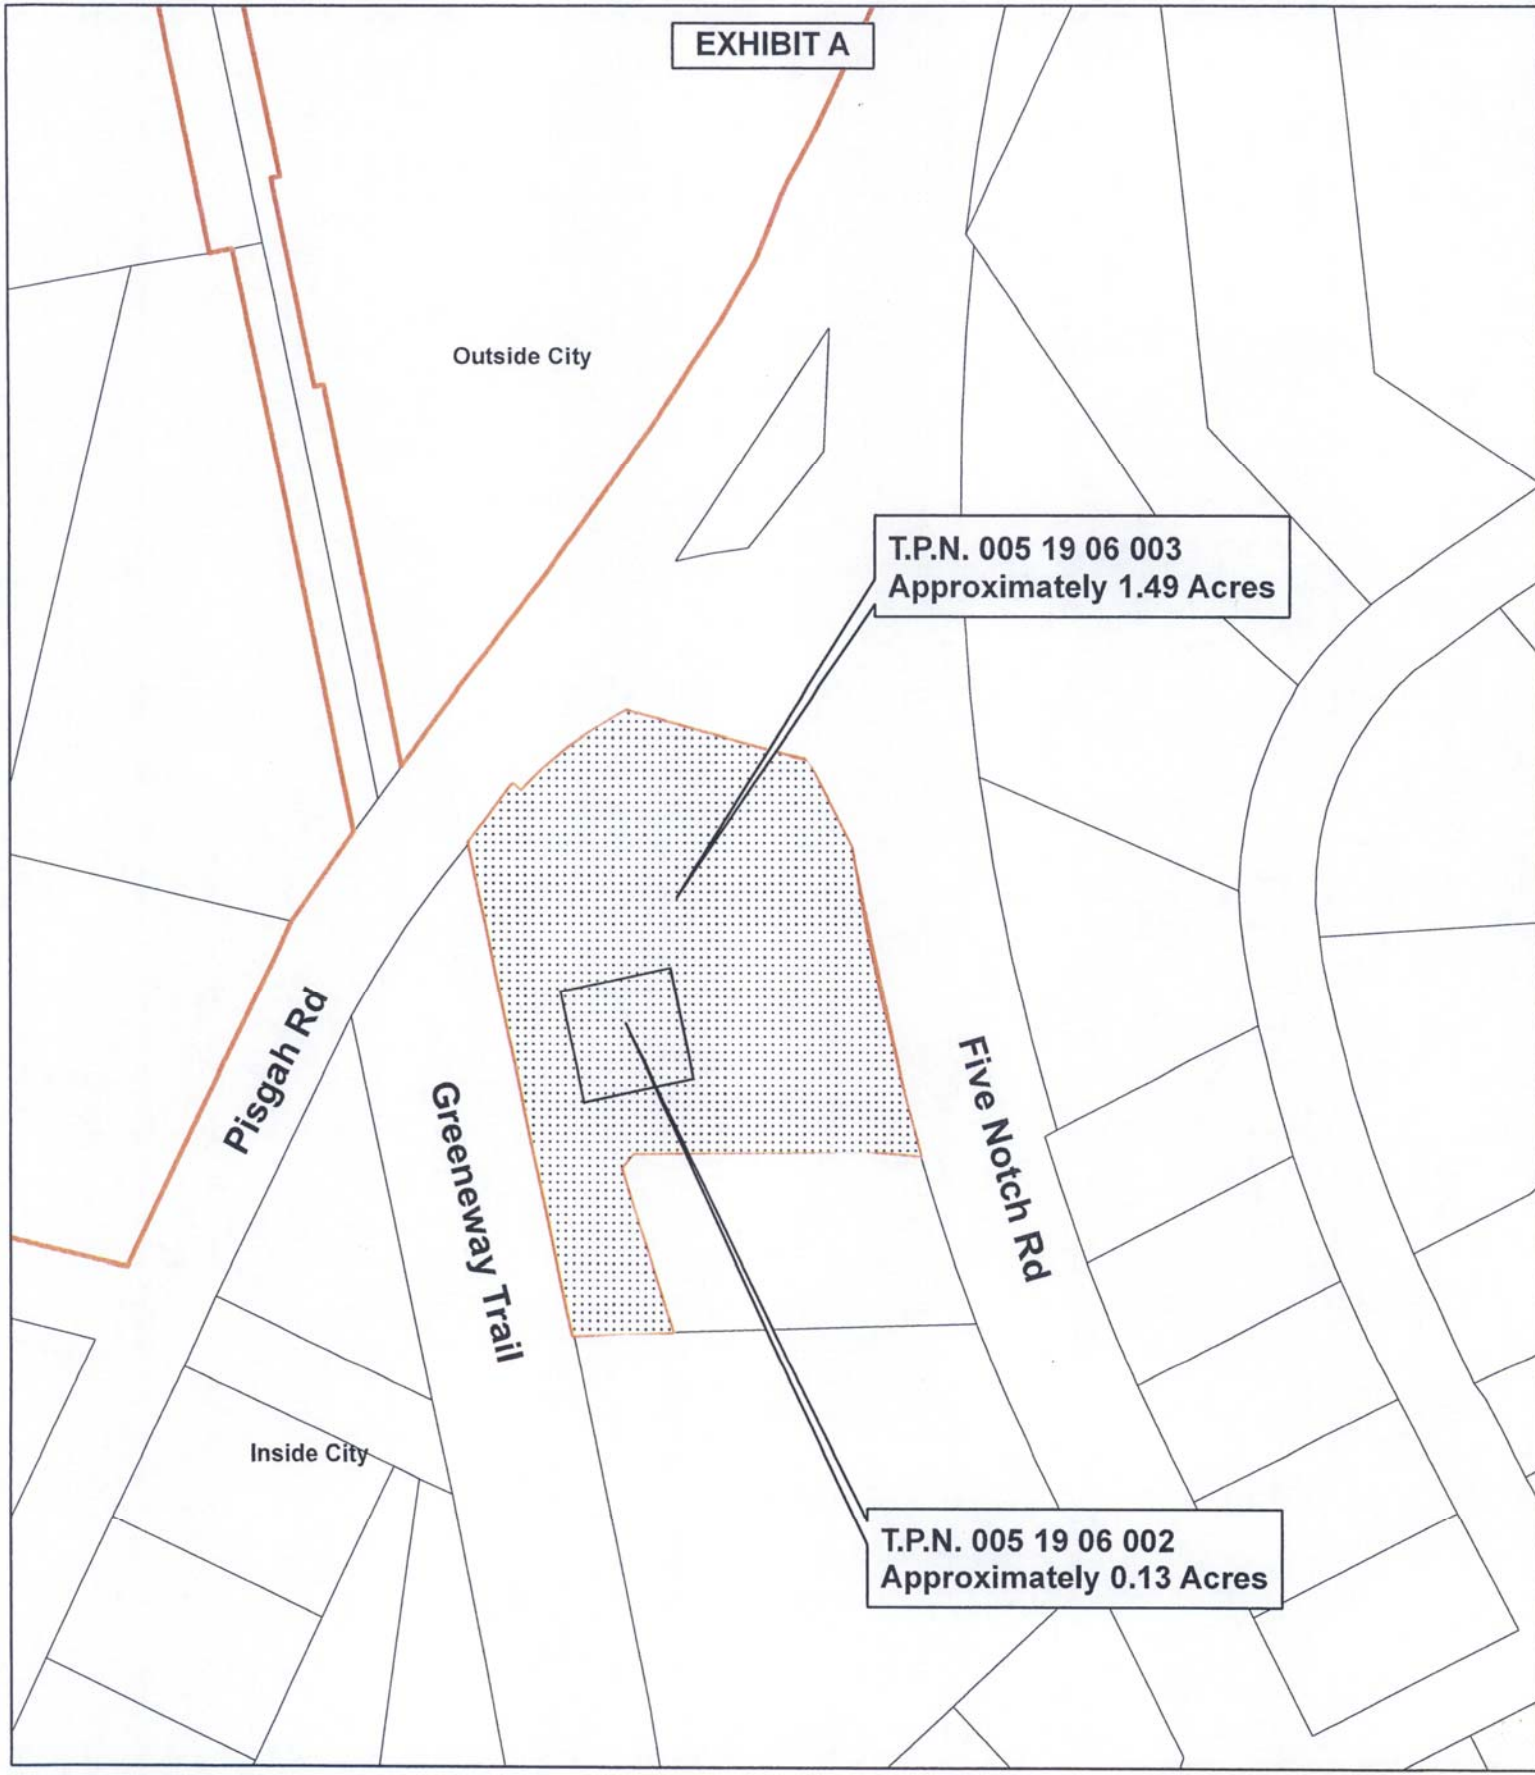 EXHIBIT A
Outside City
T.P.N. 005 19 06 003
Approximately 1.49 Acres
Pisgah Rd
Greeneway Trail
Five Notch Rd
Inside City
T.P.N. 005 19 06 002
Approximately 0.13 Acres